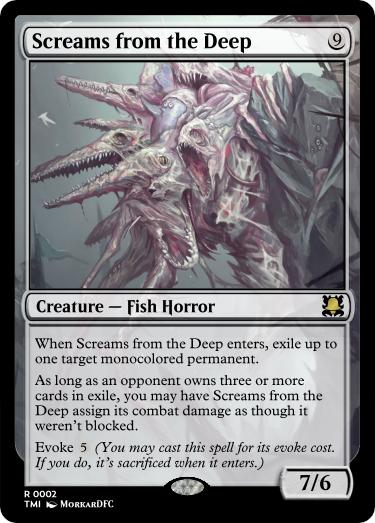 Screams from the Deep
9
Creature — Fish Horror
When Screams from the Deep enters, exile up to
one target monocolored permanent.
As long as an opponent owns three or more
cards in exile, you may have Screams from the
Deep assign its combat damage as though it
weren't blocked.
Evoke 5 (You may cast this spell for its evoke cost.
If you do, it's sacrificed when it enters.)
7/6
R 0002
TMI MorkarDFC